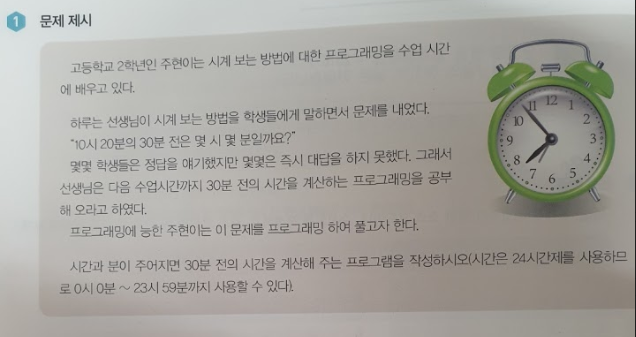 1 문제 제시
고등학교 2학년인 주현이는 시계 보는 방법에 대한 프로그래밍을 수업 시간
에 배우고 있다.
하루는 선생님이 시계 보는 방법을 학생들에게 말하면서 문제를 내었다.
"10시 20분의 30분 전은 몇 시 몇 분일까요?"
몇몇 학생들은 정답을 얘기했지만 몇몇은 즉시 대답을 하지 못했다. 그래서
선생님은 다음 수업시간까지 30분 전의 시간을 계산하는 프로그래밍을 공부
해 오라고 하였다.
프로그래밍에 능한 주현이는 이 문제를 프로그래밍 하여 풀고자 한다.
시간과 분이 주어지면 30분 전의 시간을 계산해 주는 프로그램을 작성하시오(시간은 24시간제를 사용하므
로 0시 0분 ~ 23시 59분까지 사용할 수 있다).
11 12 1
10 2
9 3
8 4
7 6 5